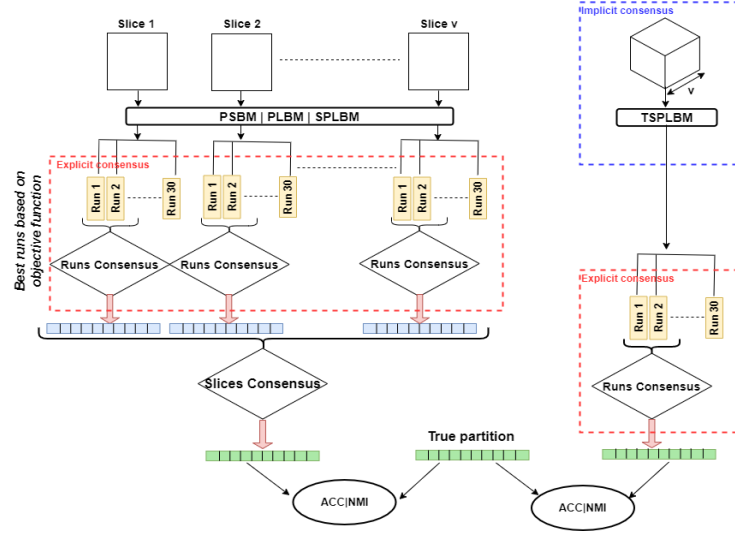 Slice 1
Slice 2
Slice v
Implicit consensus
v
PSBM | PLBM | SPLBM
TSPLBM
Best runs based on
objective function
Explicit consensus
Run 1
Run 2
Run 30
Run 1
Run 2
Run 30
Run 1
Run 2
Run 30
Runs Consensus
Runs Consensus
Runs Consensus
Explicit consensus
Run 1
Run 2
Run 30
Slices Consensus
Runs Consensus
True partition
ACC|NMI
ACC|NMI